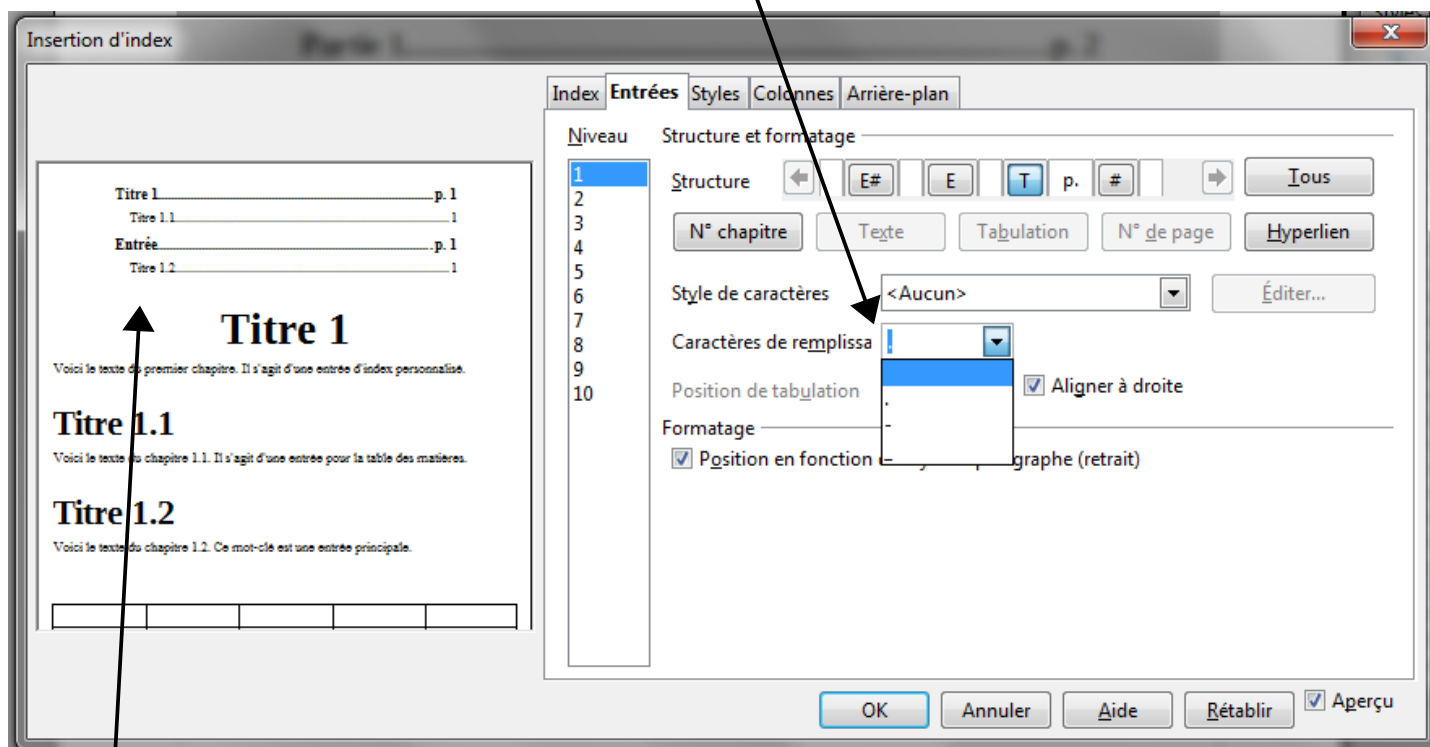 Styles
Insertion d'index
Partie 1 p. 2
x
Index Entrées Styles Colonnes Arrière-plan
Titre 1 p. 1
Titre 1.1 1
Entrée p. 1
Titre 1.2 1
Titre 1
Voici le texte du premier chapitre. Il s'agit d'une entrée d'index personnalisé.
Titre 1.1
Voici le texte du chapitre 1.1. Il s'agit d'une entrée pour la table des matières.
Titre 1.2
Voici le texte du chapitre 1.2. Ce mot-clé est une entrée principale.
Niveau
1
2
3
4
5
6
7
8
9
10
Structure et formatage
Structure E# E T p. # Tous
N° chapitre Texte Tabulation N° de page Hyperlien
Style de caractères <Aucun> Éditer...
Caractères de remplissa .
Position de tabulation Aligner à droite
.
-
_
Formatage
Position en fonction graphe (retrait)
OK Annuler Aide Rétablir Aperçu